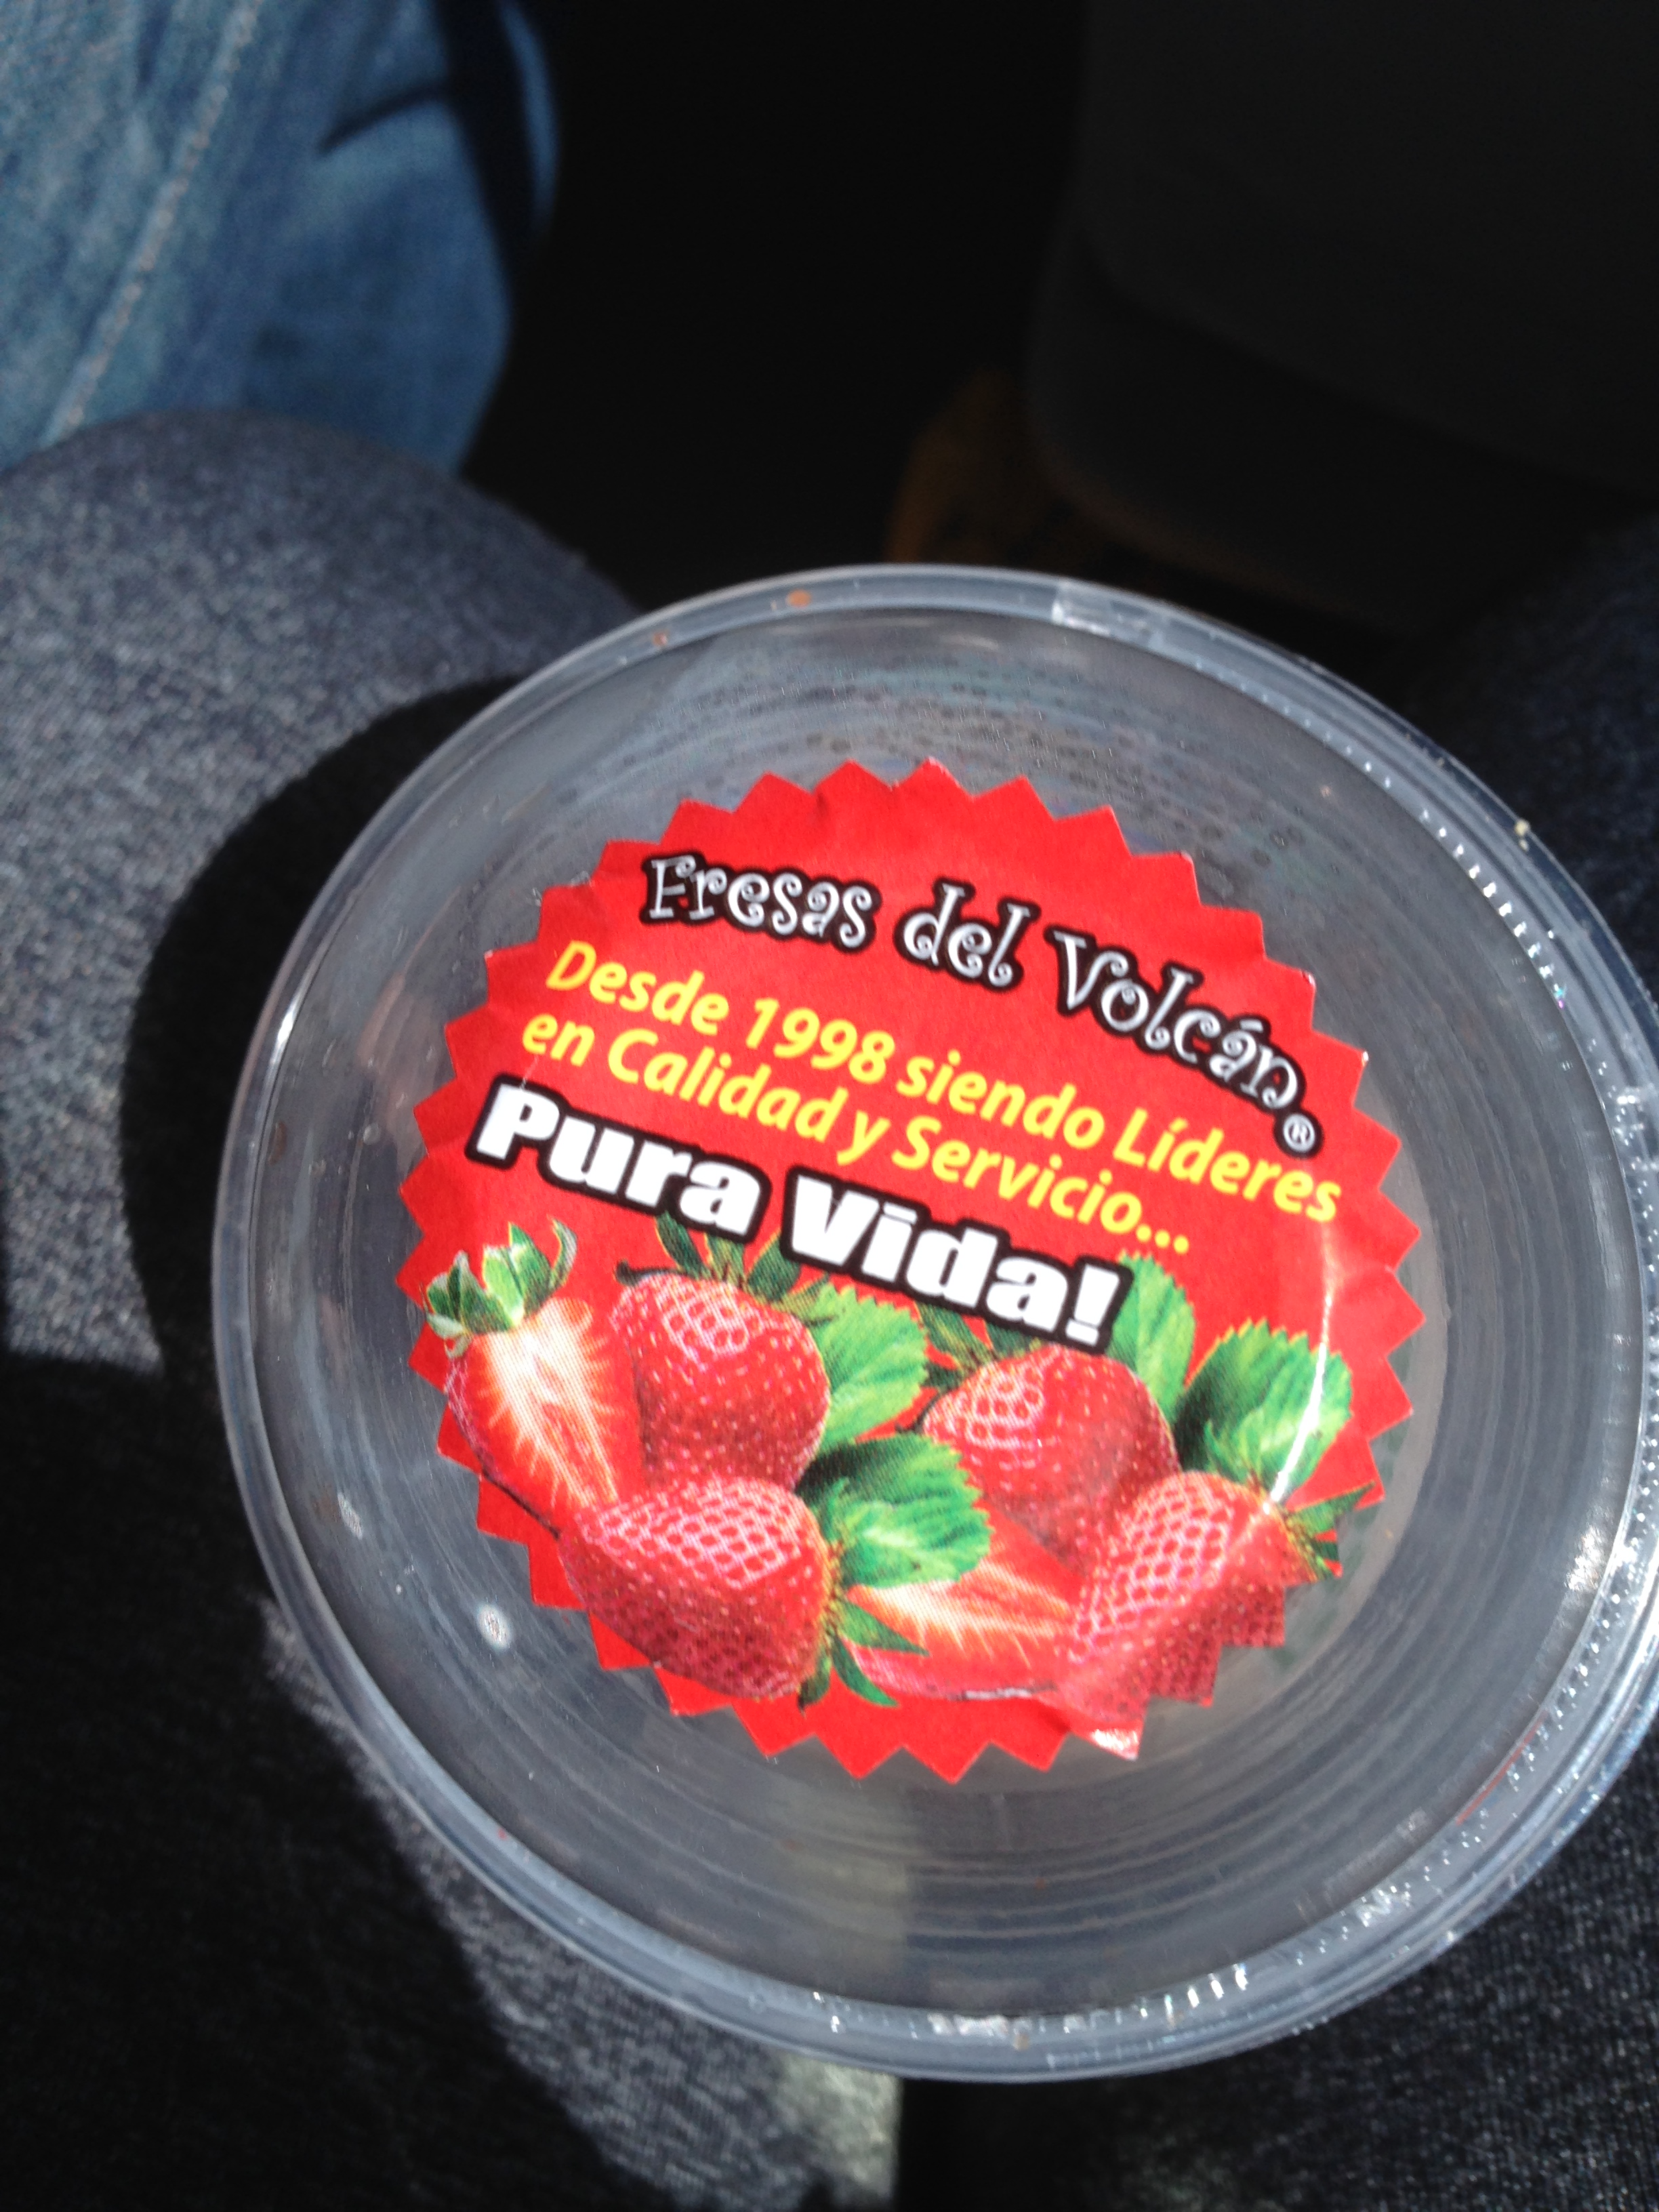 Fresas del Volcán®
Desde 1998 siendo Líderes
en Calidad y Servicio...
Pura Vida!